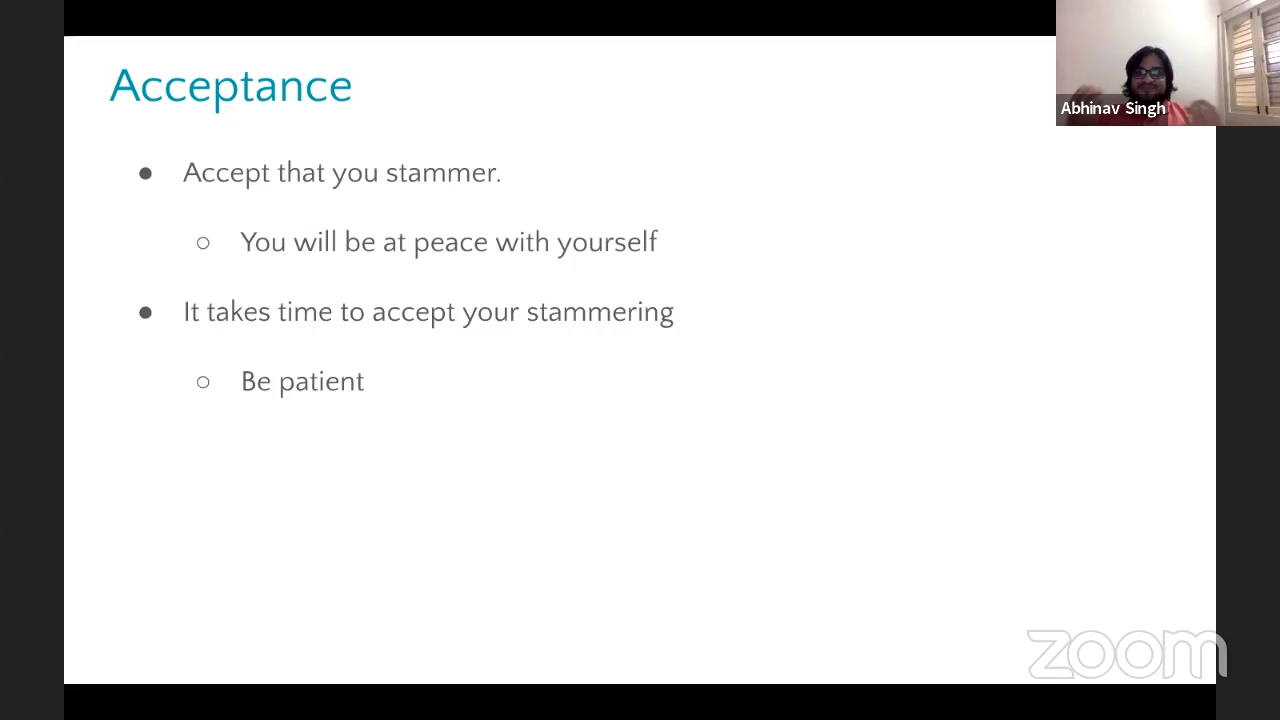 Acceptance
Abhinav Singh
● Accept that you stammer.
○ You will be at peace with yourself
● It takes time to accept your stammering
○ Be patient
zoom